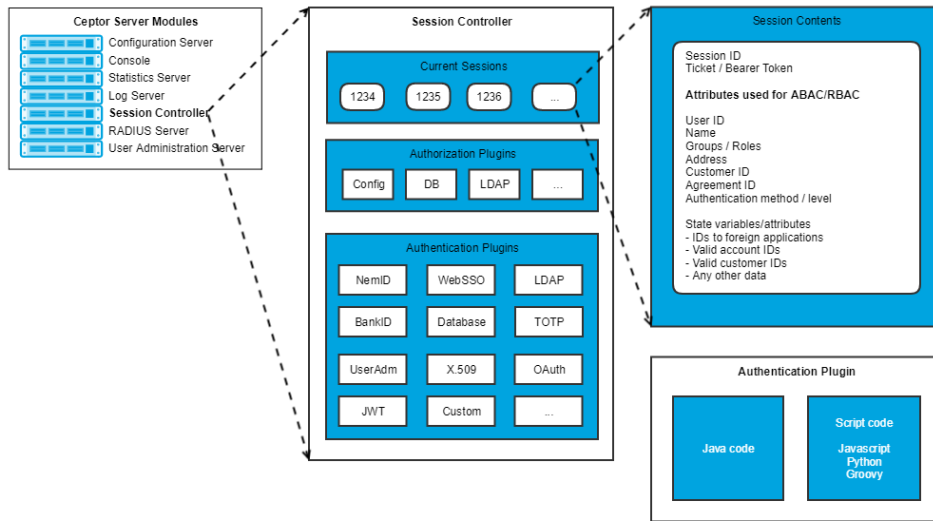 Ceptor Server Modules
Configuration Server
Console
Statistics Server
Log Server
Session Controller
RADIUS Server
User Administration Server
Session Controller
Current Sessions
1234
1235
1236
...
Authorization Plugins
Config
DB
LDAP
...
Authentication Plugins
NemID
WebSSO
LDAP
BankID
Database
TOTP
UserAdm
X.509
OAuth
JWT
Custom
...
Session Contents
Session ID
Ticket / Bearer Token
Attributes used for ABAC/RBAC
User ID
Name
Groups / Roles
Address
Customer ID
Agreement ID
Authentication method / level
State variables/attributes
- IDs to foreign applications
- Valid account IDs
- Valid customer IDs
- Any other data
Authentication Plugin
Java code
Script code
Javascript
Python
Groovy